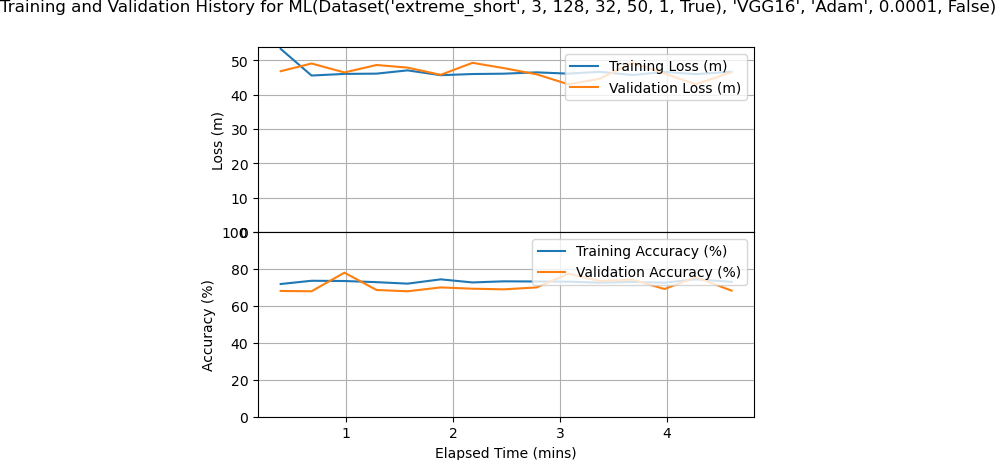 Training and Validation History for ML(Dataset('extreme_short', 3, 128, 32, 50, 1, True), 'VGG16', 'Adam', 0.0001, False)
50
40
30
20
10
0
Loss (m)
Training Loss (m)
Validation Loss (m)
100
80
60
40
20
0
Accuracy (%)
Training Accuracy (%)
Validation Accuracy (%)
1 2 3 4
Elapsed Time (mins)